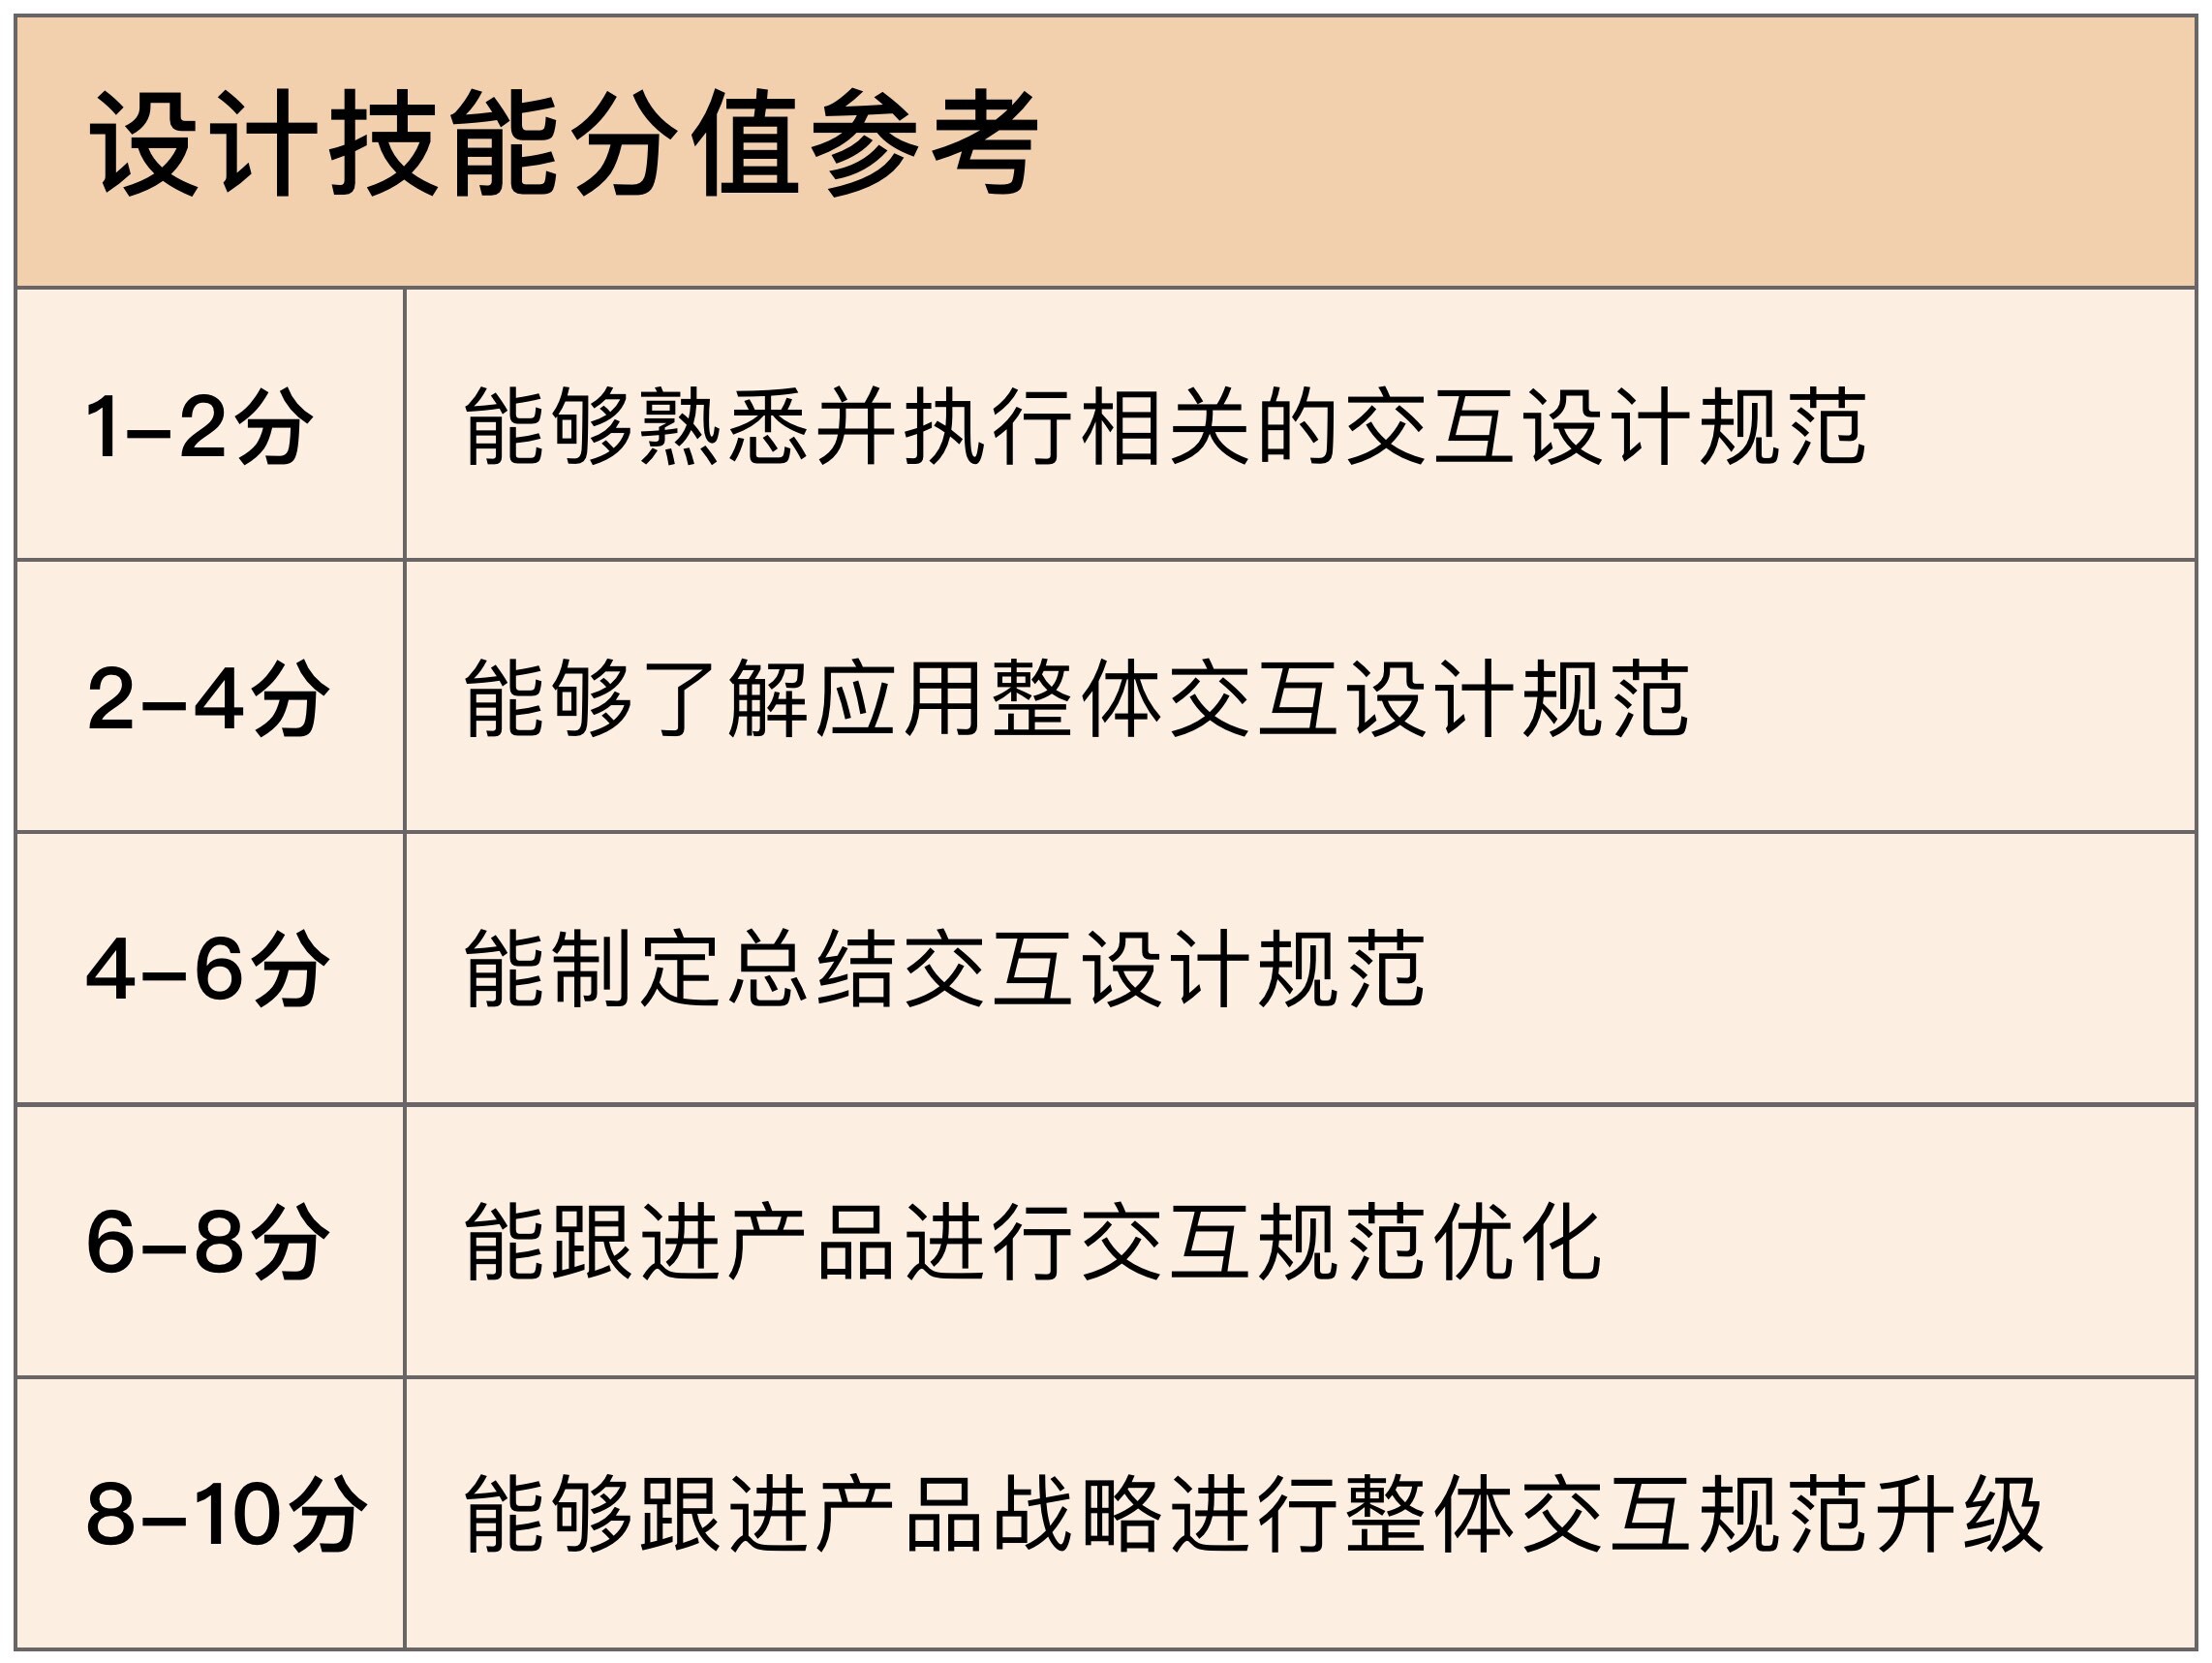 设计技能分值参考
1–2分 能够熟悉并执行相关的交互设计规范
2–4分 能够了解应用整体交互设计规范
4–6分 能制定总结交互设计规范
6–8分 能跟进产品进行交互规范优化
8–10分 能够跟进产品战略进行整体交互规范升级